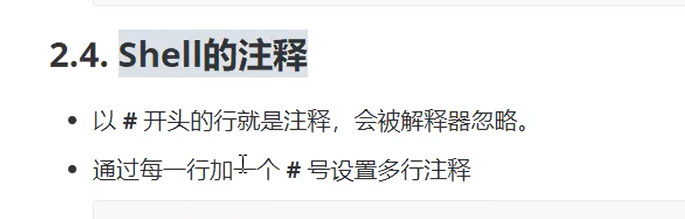 2.4. Shell的注释
以 # 开头的行就是注释，会被解释器忽略。
通过每一行加一个 # 号设置多行注释